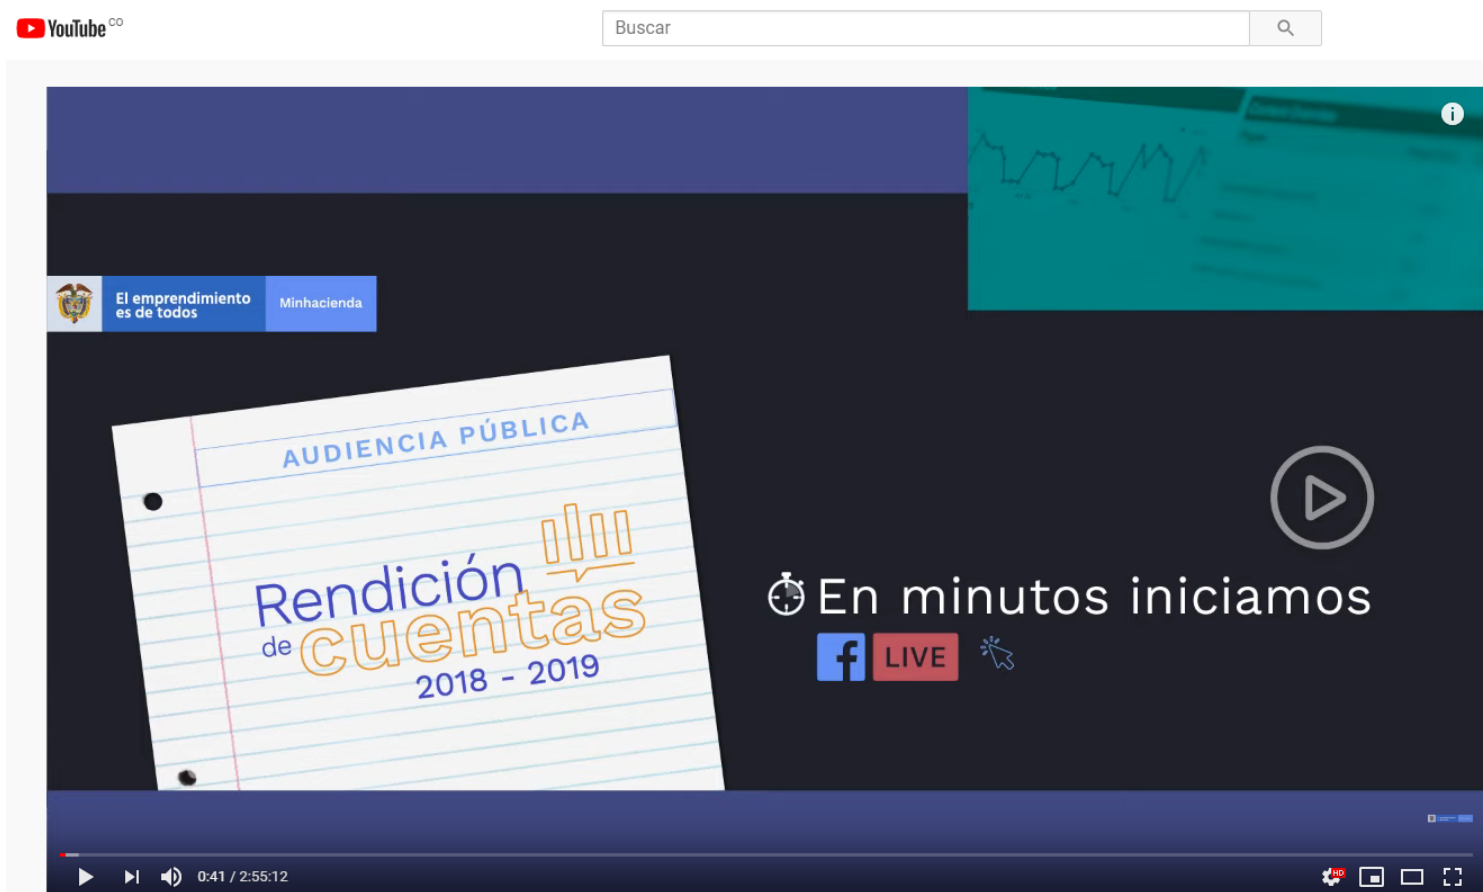 YouTube CO
Buscar
El emprendimiento
es de todos
Minhacienda
AUDIENCIA PÚBLICA
Rendición
de cuentas
2018 - 2019
En minutos iniciamos
f LIVE
0:41 / 2:55:12
HD